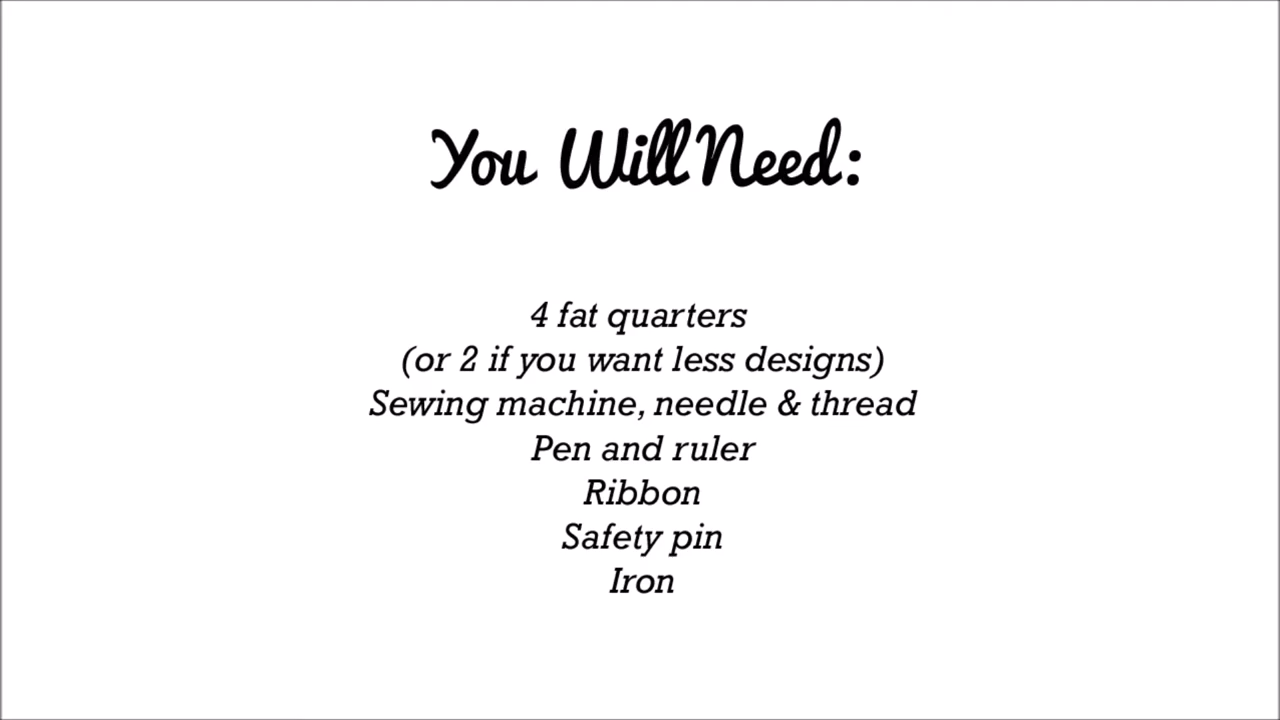 You Will Need:
4 fat quarters
(or 2 if you want less designs)
Sewing machine, needle & thread
Pen and ruler
Ribbon
Safety pin
Iron